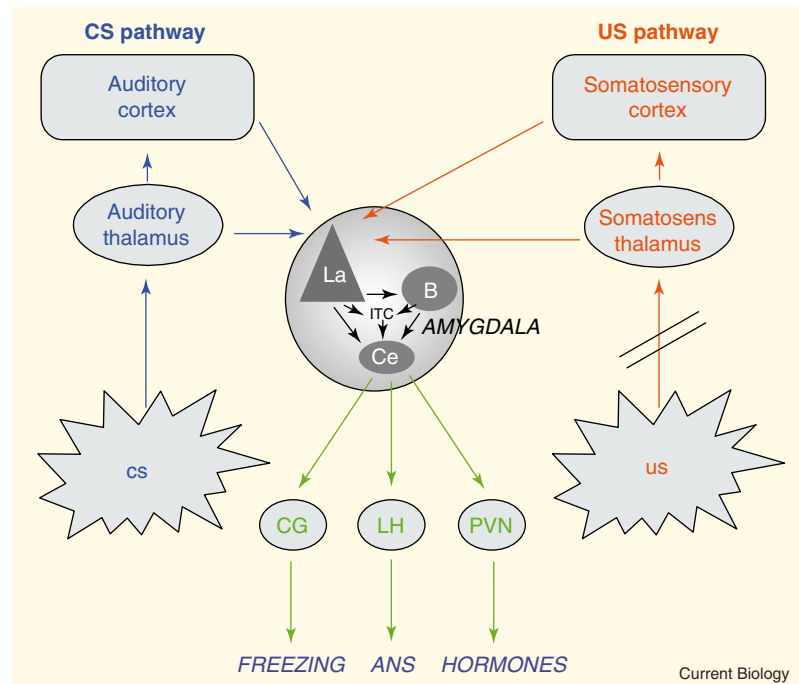 CS pathway
US pathway
Auditory
cortex
Somatosensory
cortex
Auditory
thalamus
Somatosens
thalamus
La
B
ITC
AMYGDALA
Ce
cs
us
CG
LH
PVN
FREEZING
ANS
HORMONES
Current Biology